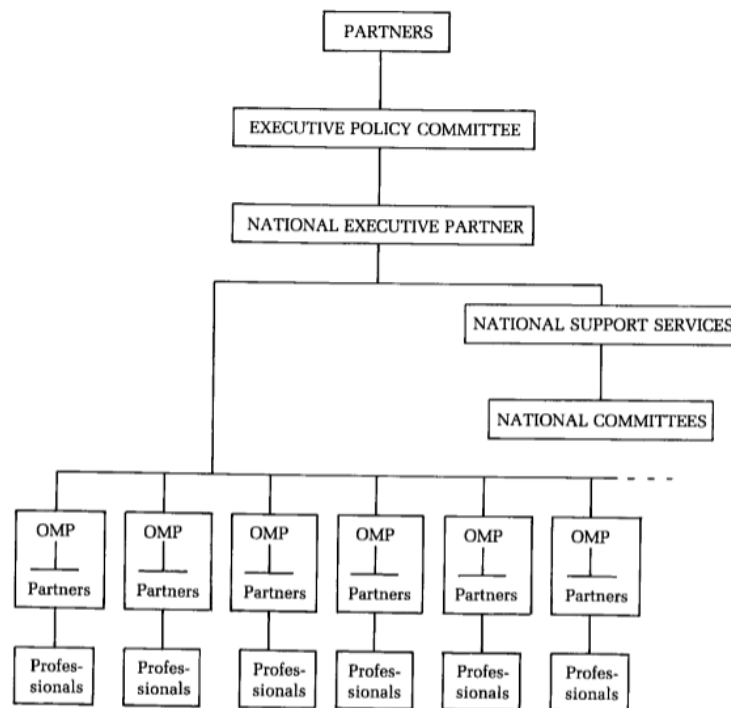 PARTNERS
EXECUTIVE POLICY COMMITTEE
NATIONAL EXECUTIVE PARTNER
NATIONAL SUPPORT SERVICES
NATIONAL COMMITTEES
OMP
Partners
Profes-
sionals
OMP
Partners
Profes-
sionals
OMP
Partners
Profes-
sionals
OMP
Partners
Profes-
sionals
OMP
Partners
Profes-
sionals
OMP
Partners
Profes-
sionals